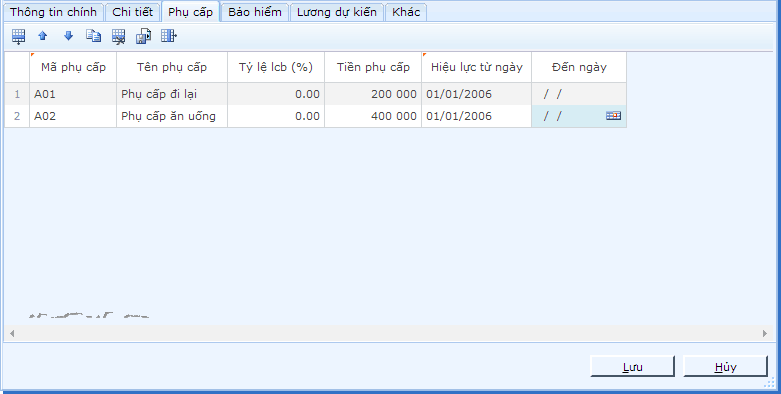 Thông tin chính Chi tiết Phụ cấp Bảo hiểm Lương dự kiến Khác
Mã phụ cấp Tên phụ cấp Tỷ lệ lcb (%) Tiền phụ cấp Hiệu lực từ ngày Đến ngày
1 A01 Phụ cấp đi lại 0.00 200 000 01/01/2006 / /
2 A02 Phụ cấp ăn uống 0.00 400 000 01/01/2006 / /
Lưu Hủy